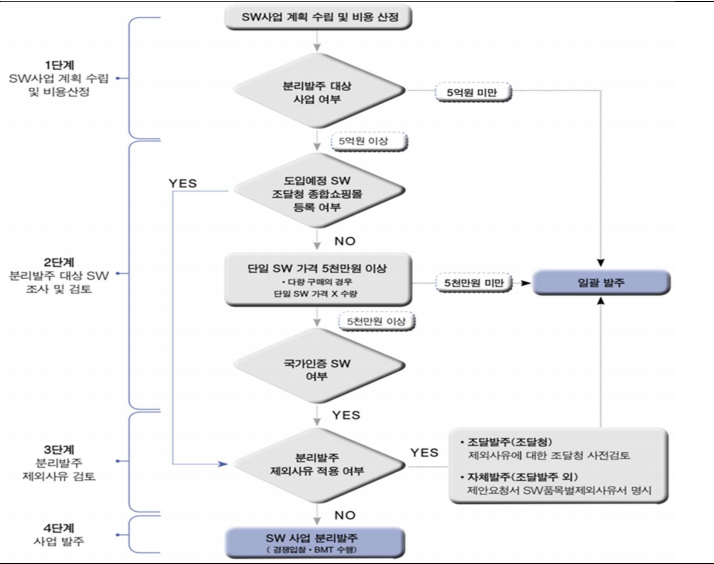 SW사업 계획 수립 및 비용 산정
1단계
SW사업 계획 수립
및 비용산정
분리발주 대상
사업 여부
5억원 미만
5억원 이상
YES
도입예정 SW
조달청 종합쇼핑몰
등록 여부
NO
2단계
분리발주 대상 SW
조사 및 검토
단일 SW 가격 5천만원 이상
• 다량 구매의 경우
단일 SW 가격 X 수량
5천만원 미만
일괄 발주
5천만원 이상
국가인증 SW
여부
YES
3단계
분리발주
제외사유 검토
분리발주
제외사유 적용 여부
YES
• 조달발주(조달청)
제외사유에 대한 조달청 사전검토
• 자체발주(조달발주 외)
제안요청서 SW품목별제외사유서 명시
NO
4단계
사업 발주
SW 사업 분리발주
( 경쟁입찰 • BMT 수행)